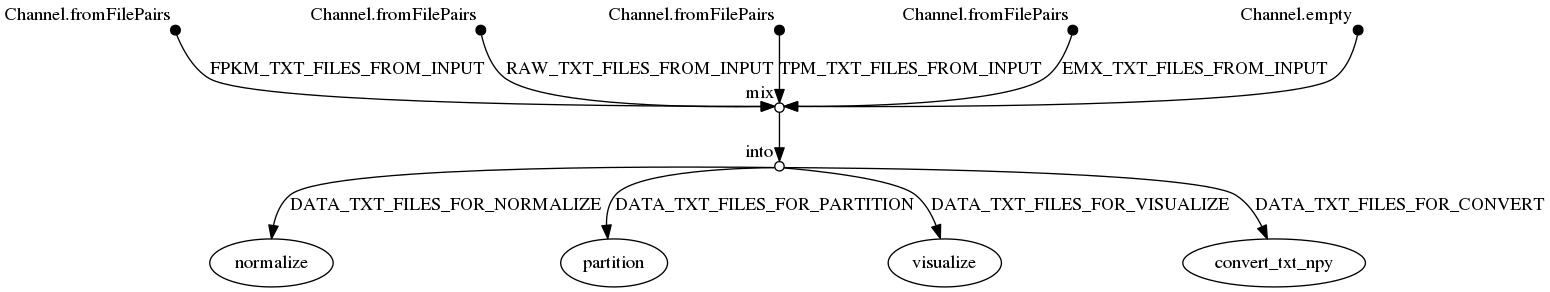 Channel.fromFilePairs
Channel.fromFilePairs
Channel.fromFilePairs
Channel.fromFilePairs
Channel.empty
FPKM_TXT_FILES_FROM_INPUT
RAW_TXT_FILES_FROM_INPUT
TPM_TXT_FILES_FROM_INPUT
EMX_TXT_FILES_FROM_INPUT
mix
into
DATA_TXT_FILES_FOR_NORMALIZE
DATA_TXT_FILES_FOR_PARTITION
DATA_TXT_FILES_FOR_VISUALIZE
DATA_TXT_FILES_FOR_CONVERT
normalize
partition
visualize
convert_txt_npy